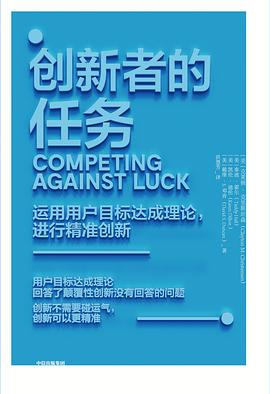 创新者的
任务
COMPETING
AGAINST LUCK
运用用户目标达成理论，
进行精准创新
用户目标达成理论
回答了颠覆性创新没有回答的问题
创新不需要碰运气，
创新可以更精准
中信出版集团